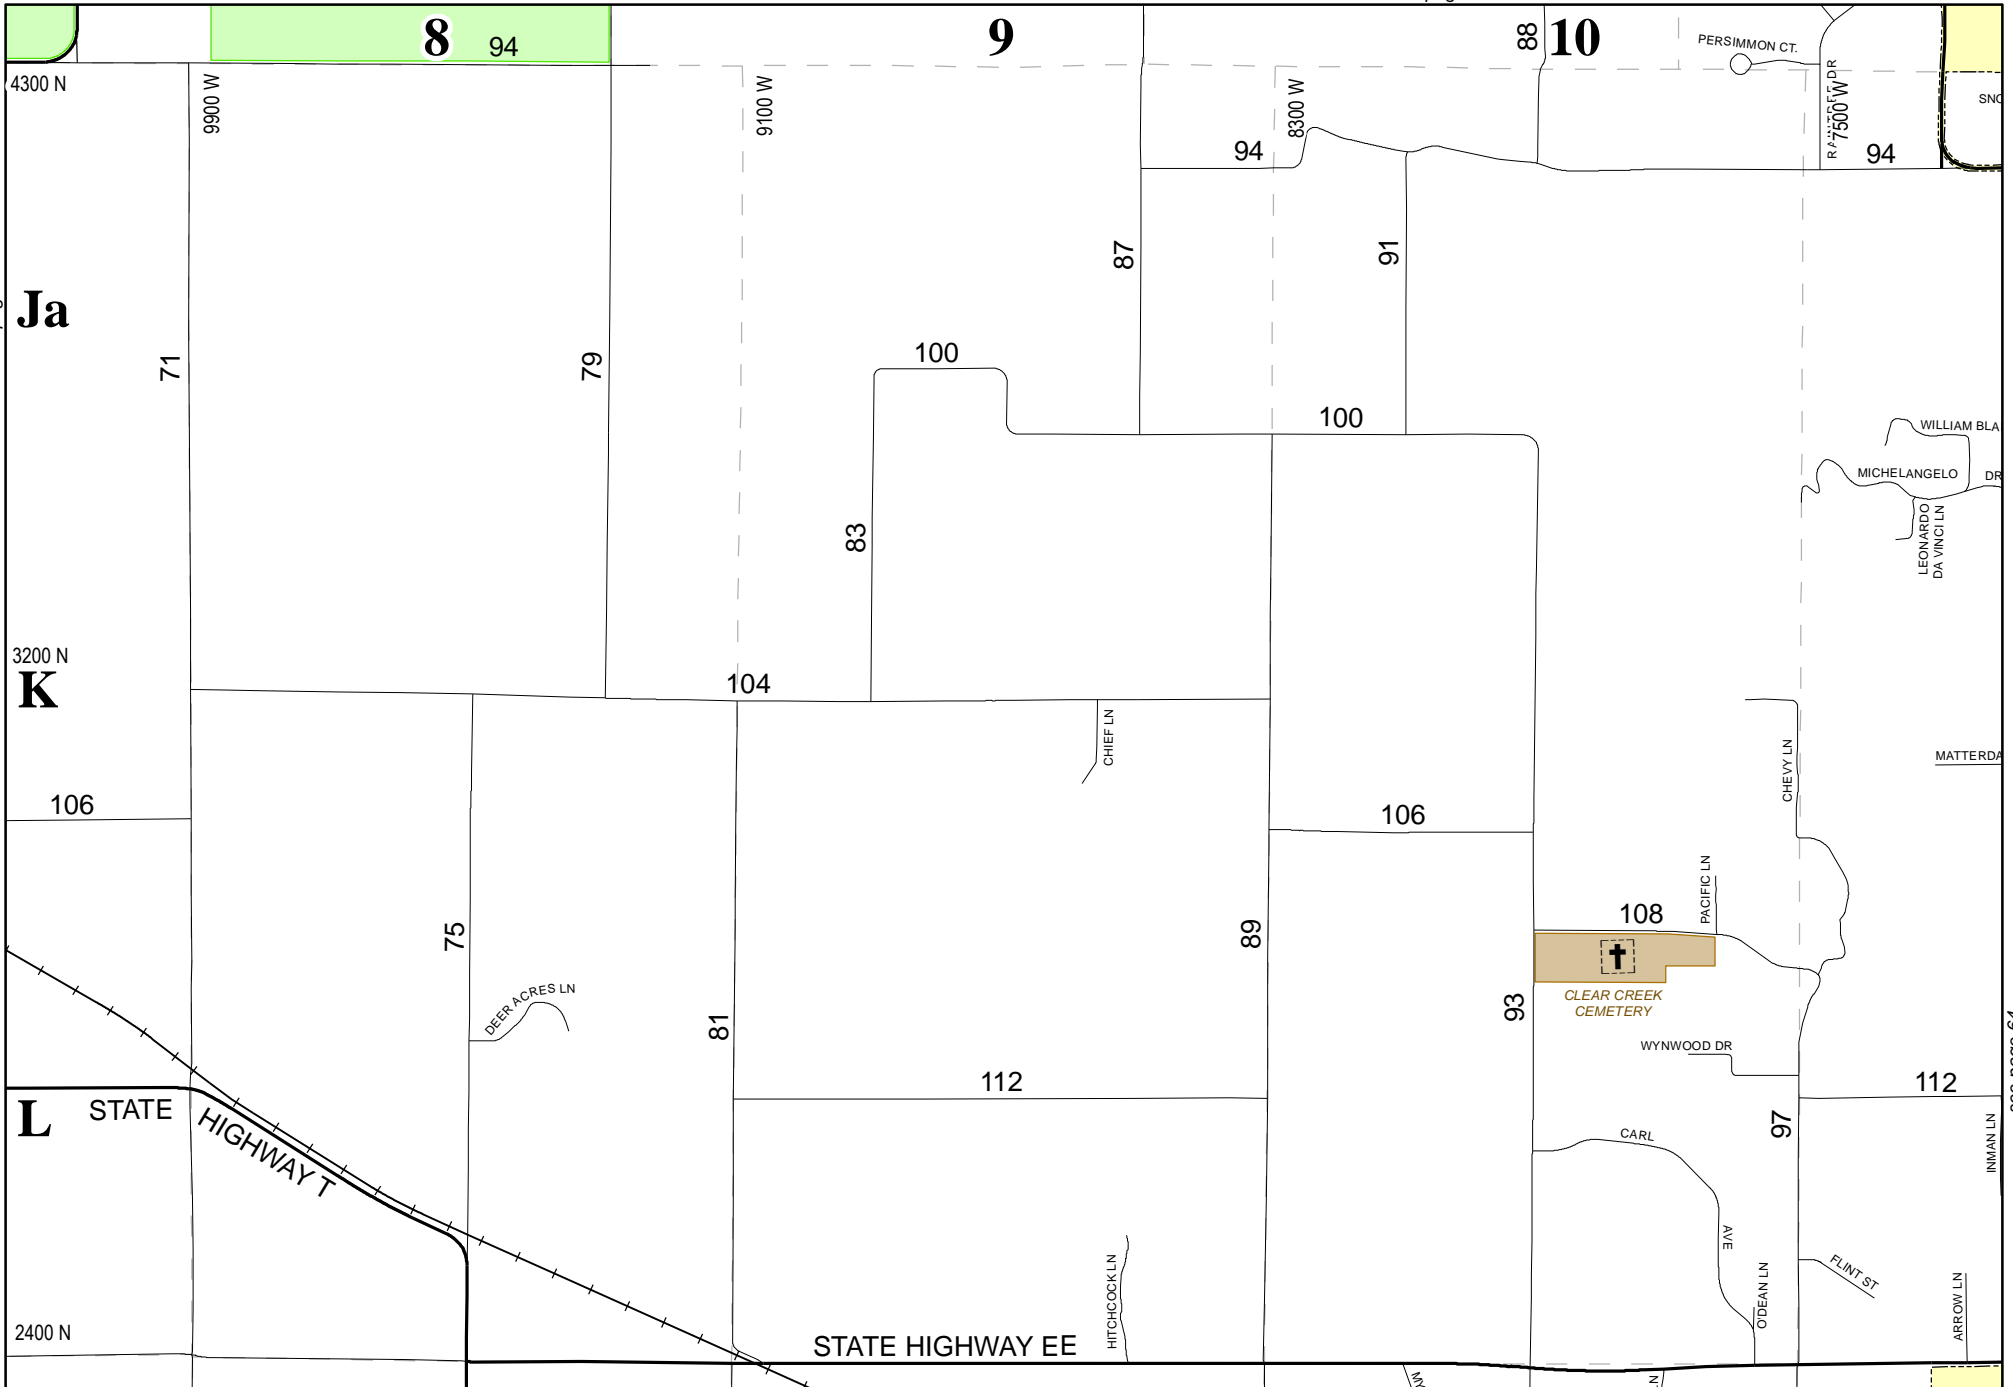 8
94
9
88
10
PERSIMMON CT.
4300 N
9900 W
9100 W
8300 W
7500 W
SNO
94
94
87
91
Ja
71
79
100
100
WILLIAM BLA
MICHELANGELO DR
LEONARDO
DA VINCI LN
83
3200 N
K
104
CHIEF LN
CHEVY LN
MATTERDA
106
106
PACIFIC LN
108
75
89
DEER ACRES LN
81
93
CLEAR CREEK
CEMETERY
WYNWOOD DR
112
112
L
STATE HIGHWAY T
97
CARL AVE
INMAN LN
HITCHCOCK LN
O'DEAN LN
FLINT ST
ARROW LN
2400 N
STATE HIGHWAY EE
MY